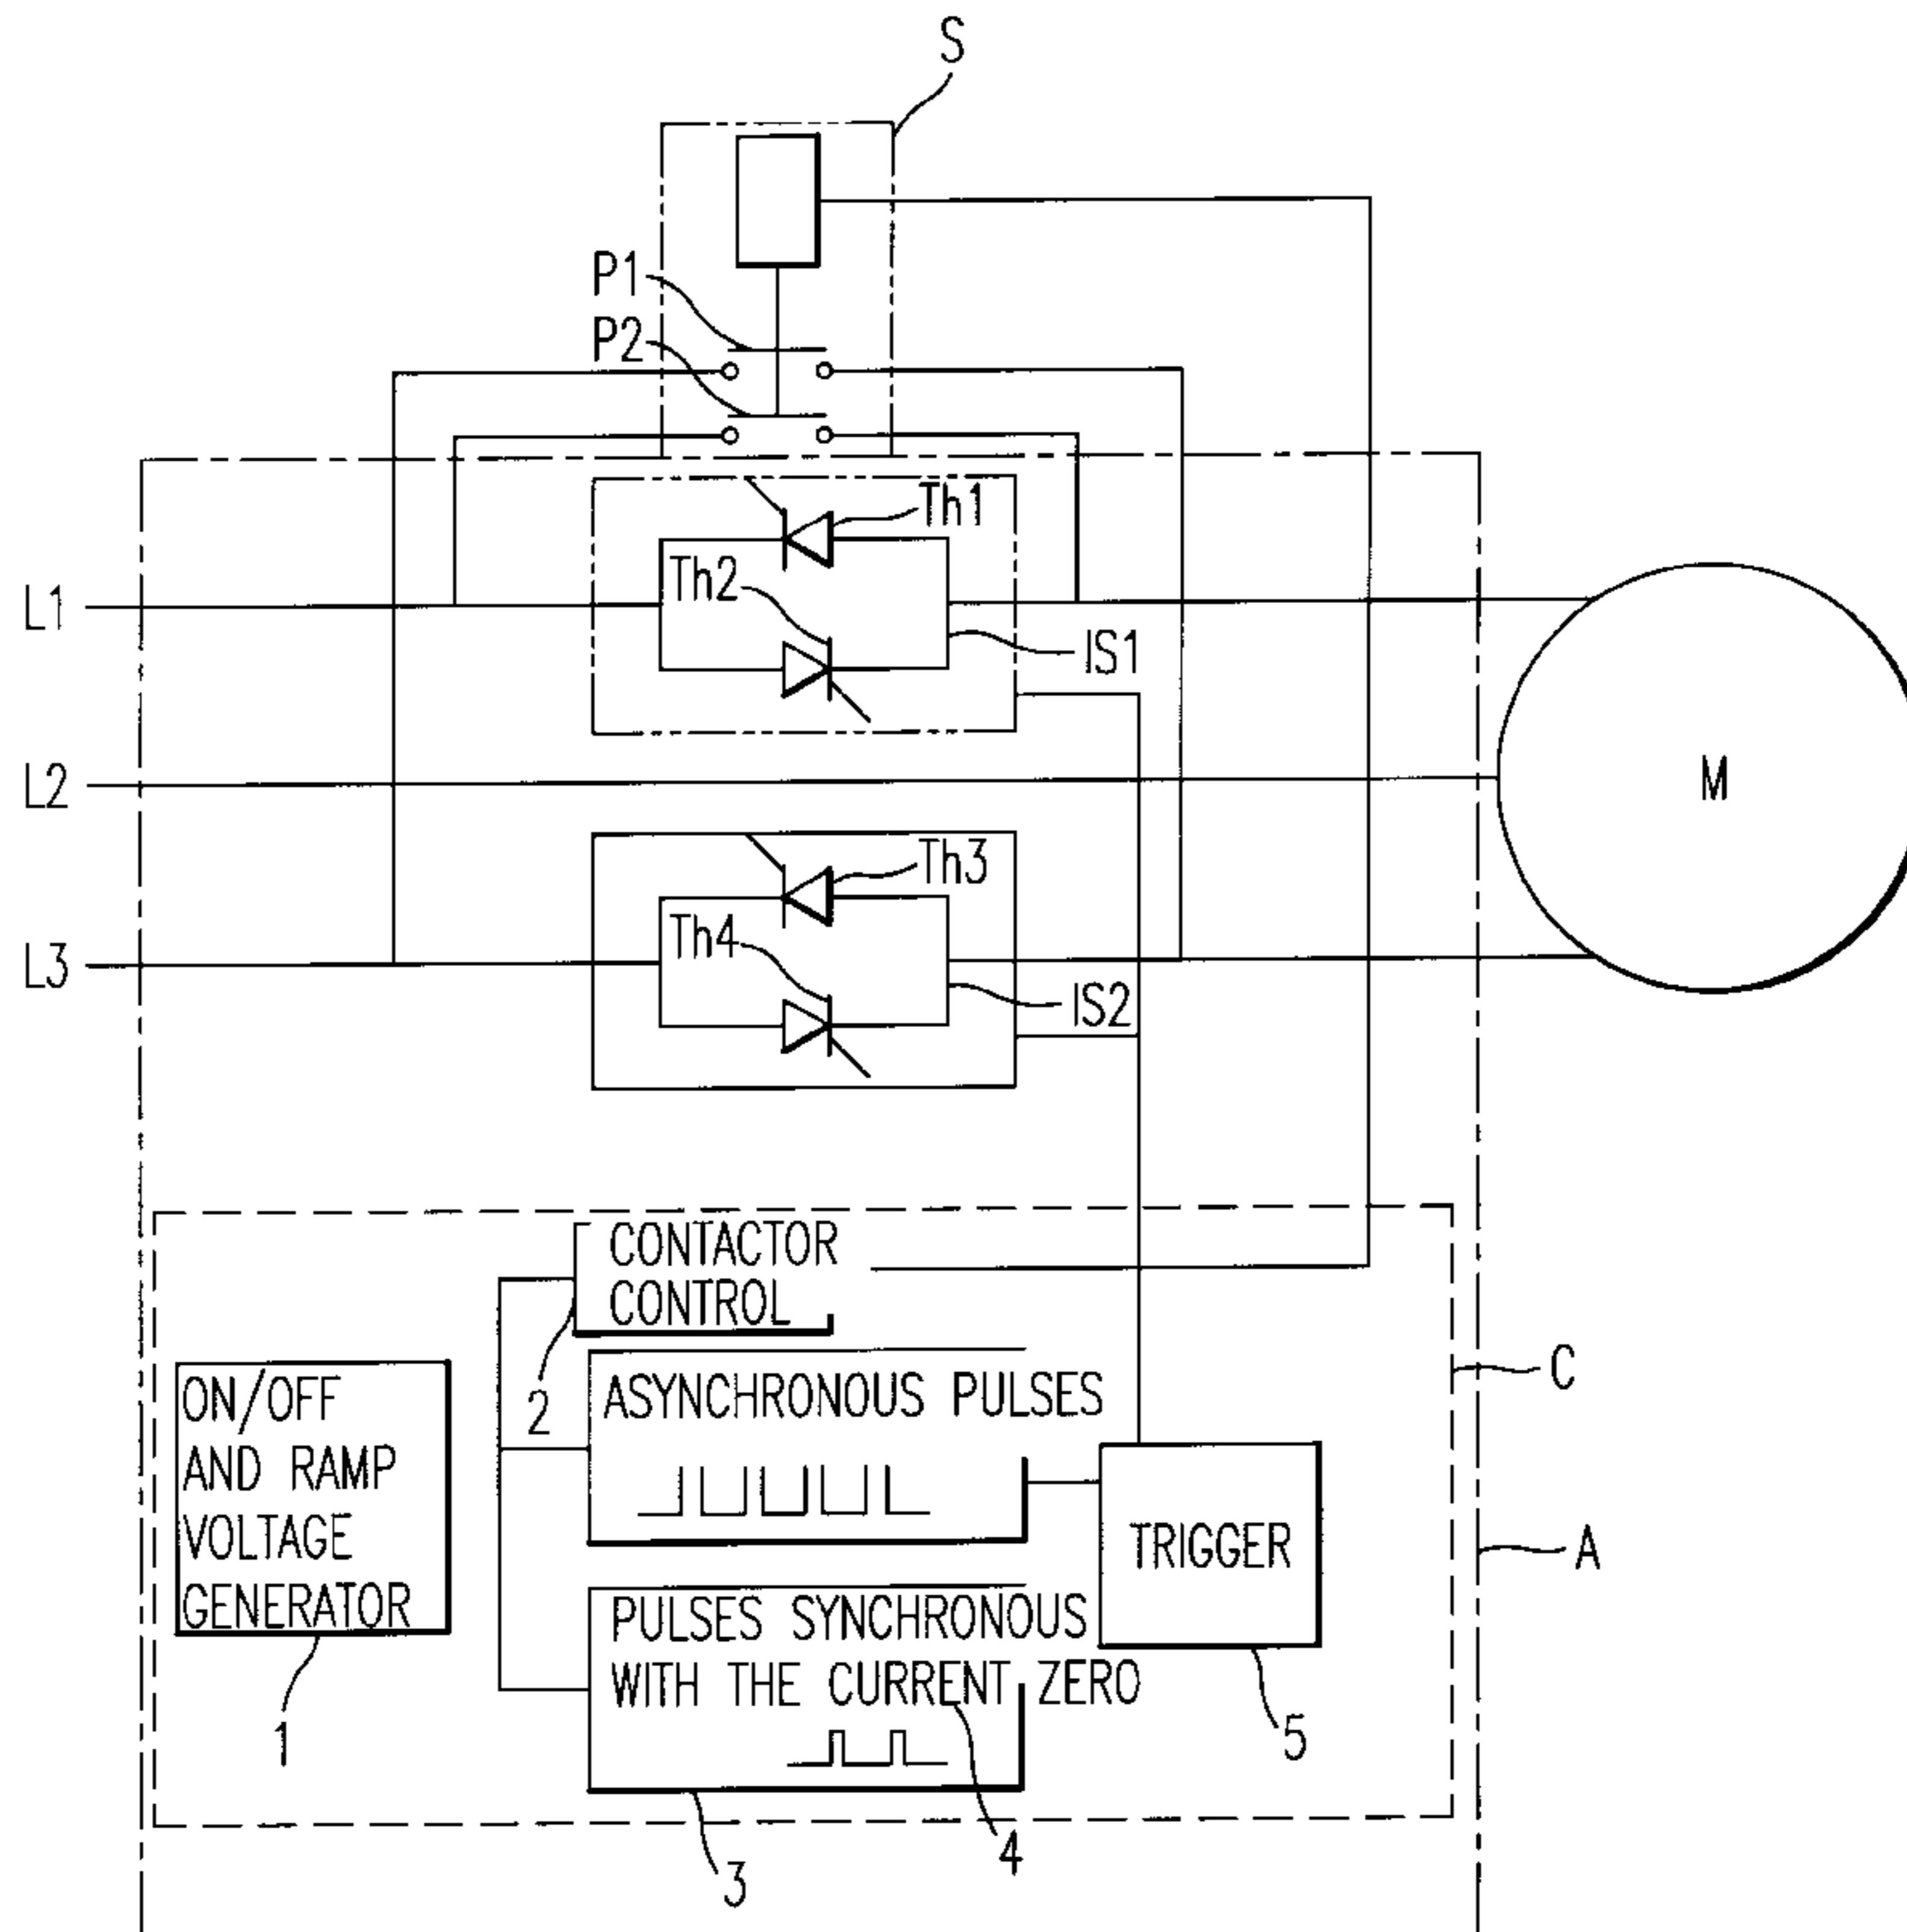 S
P1
P2
Th1
Th2
L1
IS1
L2
M
Th3
Th4
L3
IS2
CONTACTOR
CONTROL
2
C
ON/OFF
AND RAMP
VOLTAGE
GENERATOR
ASYNCHRONOUS PULSES
TRIGGER
A
PULSES SYNCHRONOUS
WITH THE CURRENT ZERO
1
5
4
3